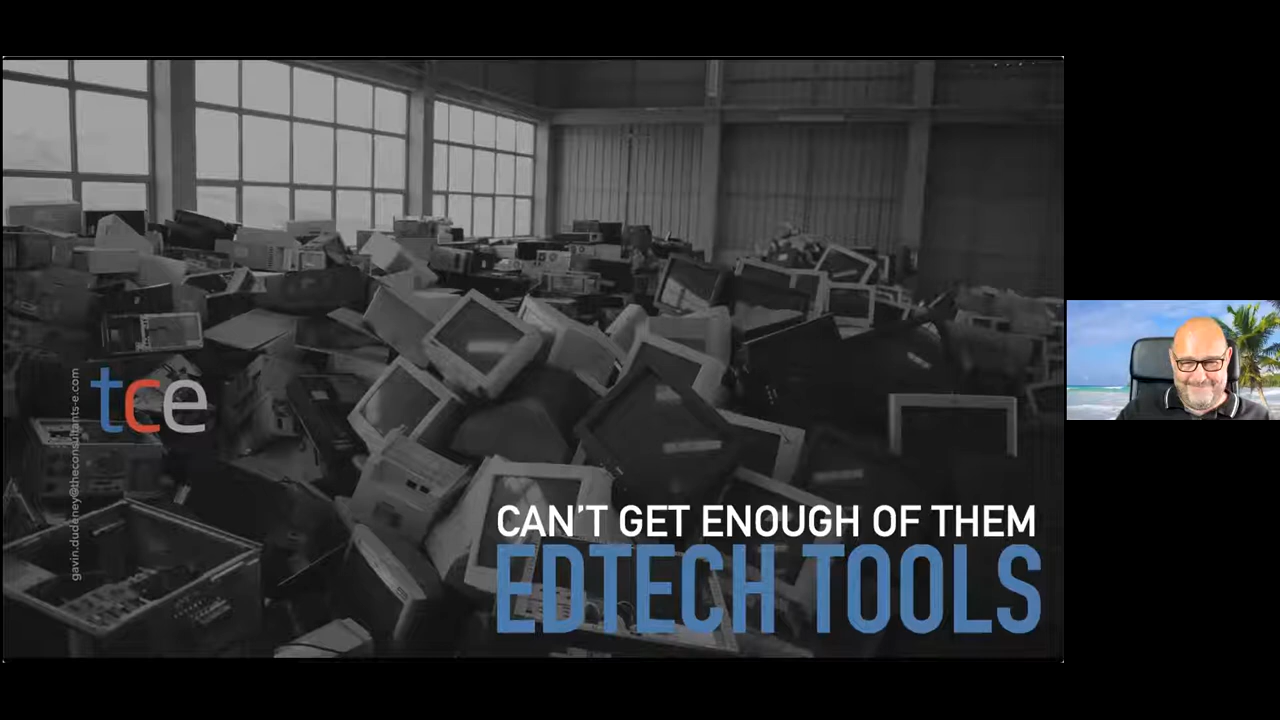 gavin.dudeney@theconsultants-e.com
tce
CAN'T GET ENOUGH OF THEM
EDTECH TOOLS